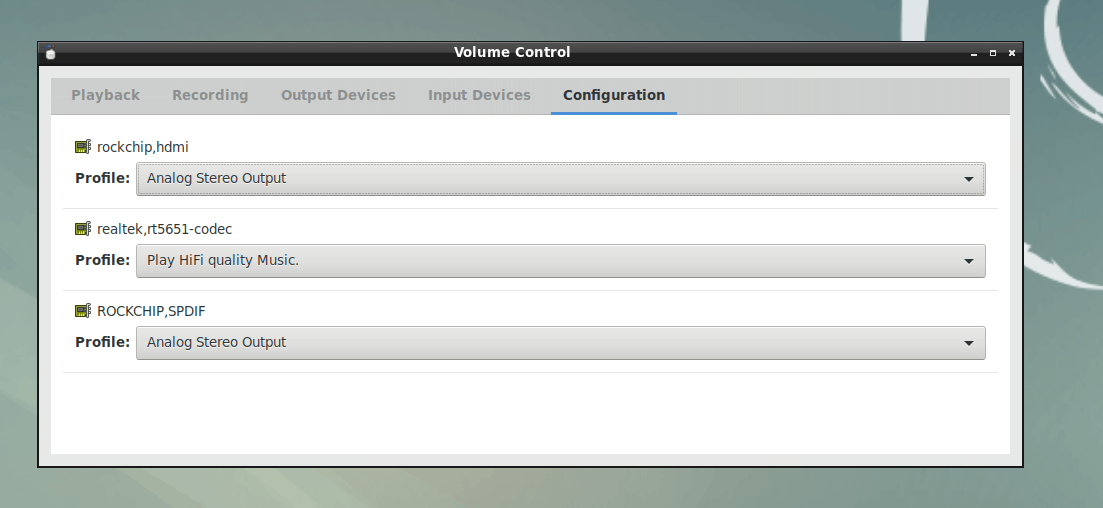 Volume Control
Playback Recording Output Devices Input Devices Configuration
rockchip,hdmi
Profile: Analog Stereo Output
realtek,rt5651-codec
Profile: Play HiFi quality Music.
ROCKCHIP,SPDIF
Profile: Analog Stereo Output